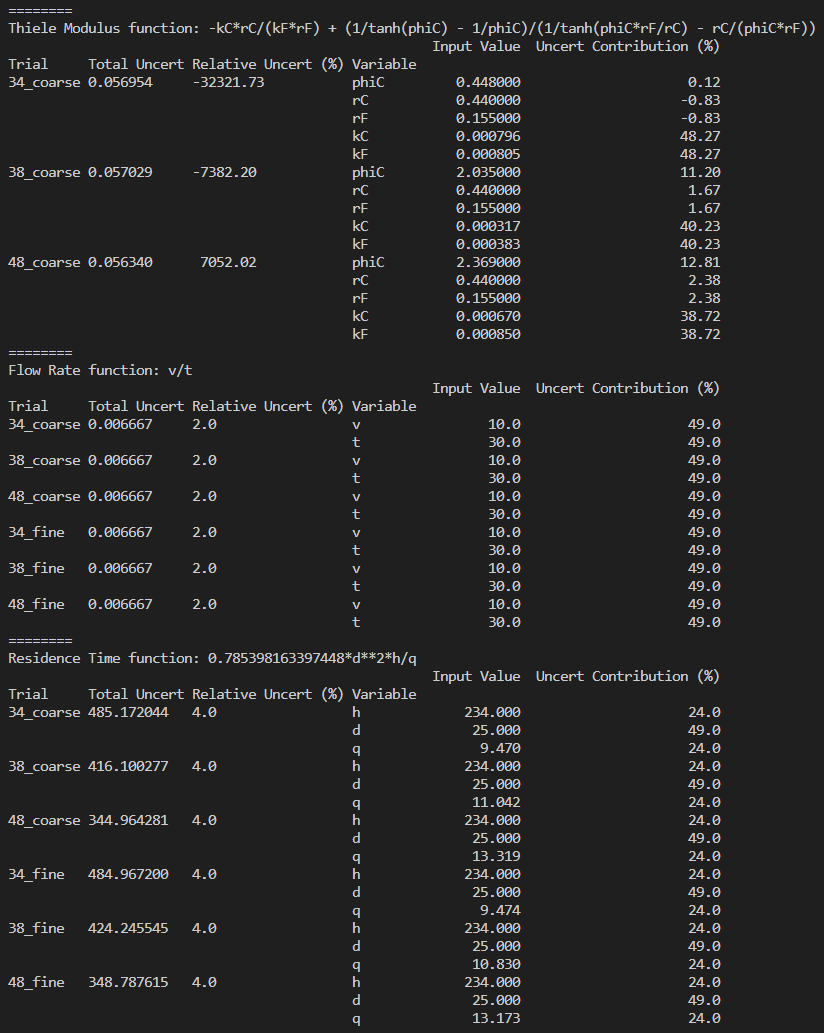 ========
Thiele Modulus function: -kC*rC/(kF*rF) + (1/tanh(phiC) - 1/phiC)/(1/tanh(phiC*rF/rC) - rC/(phiC*rF))
Input Value Uncert Contribution (%)
Trial Total Uncert Relative Uncert (%) Variable
34_coarse 0.056954 -32321.73 phiC 0.448000 0.12
rC 0.440000 -0.83
rF 0.155000 -0.83
kC 0.000796 48.27
kF 0.000805 48.27
38_coarse 0.057029 -7382.20 phiC 2.035000 11.20
rC 0.440000 1.67
rF 0.155000 1.67
kC 0.000317 40.23
kF 0.000383 40.23
48_coarse 0.056340 7052.02 phiC 2.369000 12.81
rC 0.440000 2.38
rF 0.155000 2.38
kC 0.000670 38.72
kF 0.000850 38.72
========
Flow Rate function: v/t
Input Value Uncert Contribution (%)
Trial Total Uncert Relative Uncert (%) Variable
34_coarse 0.006667 2.0 v 10.0 49.0
t 30.0 49.0
38_coarse 0.006667 2.0 v 10.0 49.0
t 30.0 49.0
48_coarse 0.006667 2.0 v 10.0 49.0
t 30.0 49.0
34_fine 0.006667 2.0 v 10.0 49.0
t 30.0 49.0
38_fine 0.006667 2.0 v 10.0 49.0
t 30.0 49.0
48_fine 0.006667 2.0 v 10.0 49.0
t 30.0 49.0
========
Residence Time function: 0.785398163397448*d**2*h/q
Input Value Uncert Contribution (%)
Trial Total Uncert Relative Uncert (%) Variable
34_coarse 485.172044 4.0 h 234.000 24.0
d 25.000 49.0
q 9.470 24.0
38_coarse 416.100277 4.0 h 234.000 24.0
d 25.000 49.0
q 11.042 24.0
48_coarse 344.964281 4.0 h 234.000 24.0
d 25.000 49.0
q 13.319 24.0
34_fine 484.967200 4.0 h 234.000 24.0
d 25.000 49.0
q 9.474 24.0
38_fine 424.245545 4.0 h 234.000 24.0
d 25.000 49.0
q 10.830 24.0
48_fine 348.787615 4.0 h 234.000 24.0
d 25.000 49.0
q 13.173 24.0